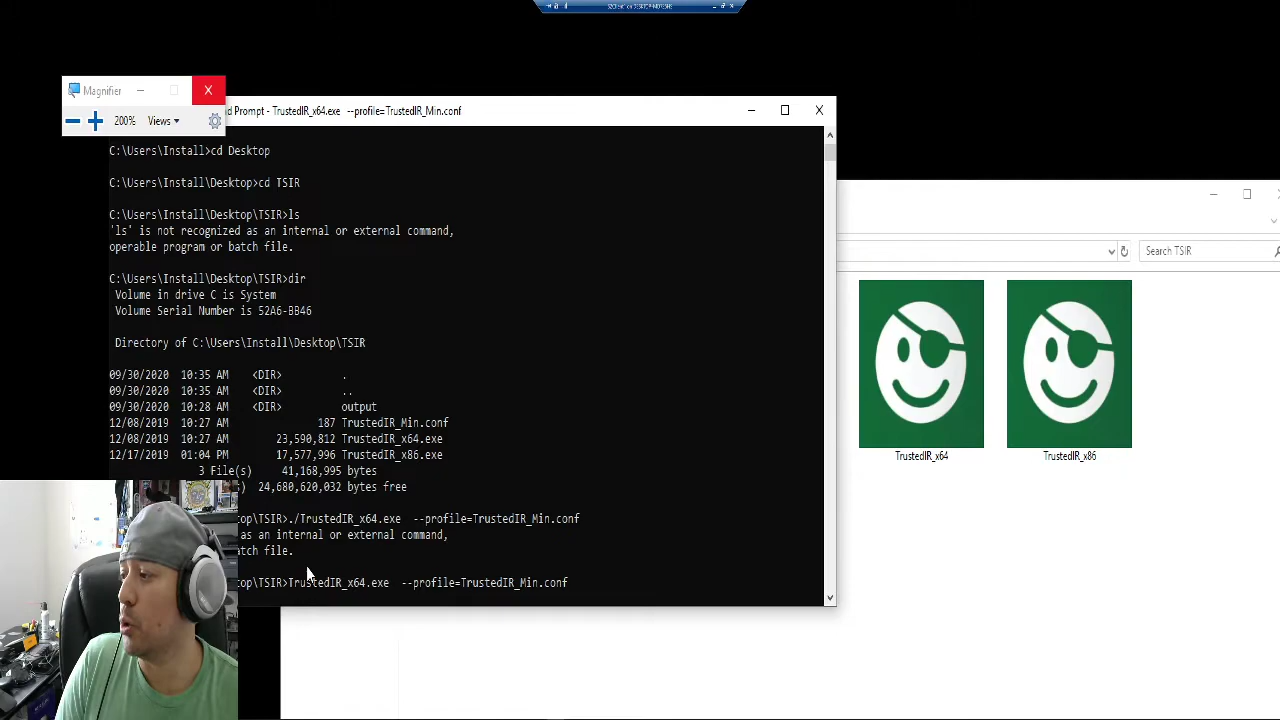 Magnifier
200% Views
nd Prompt - TrustedIR_x64.exe --profile=TrustedIR_Min.conf
C:\Users\Install>cd Desktop
C:\Users\Install\Desktop>cd TSIR
C:\Users\Install\Desktop\TSIR>ls
'ls' is not recognized as an internal or external command,
operable program or batch file.
C:\Users\Install\Desktop\TSIR>dir
Volume in drive C is System
Volume Serial Number is 52A6-BB46
Directory of C:\Users\Install\Desktop\TSIR
09/30/2020 10:35 AM <DIR> .
09/30/2020 10:35 AM <DIR> ..
09/30/2020 10:28 AM <DIR> output
12/08/2019 10:27 AM 187 TrustedIR_Min.conf
12/08/2019 10:27 AM 23,590,812 TrustedIR_x64.exe
12/17/2019 01:04 PM 17,577,996 TrustedIR_x86.exe
3 File(s) 41,168,995 bytes
) 24,680,620,032 bytes free
top\TSIR>./TrustedIR_x64.exe --profile=TrustedIR_Min.conf
as an internal or external command,
atch file.
top\TSIR>TrustedIR_x64.exe --profile=TrustedIR_Min.conf
Search TSIR
TrustedIR_x64
TrustedIR_x86